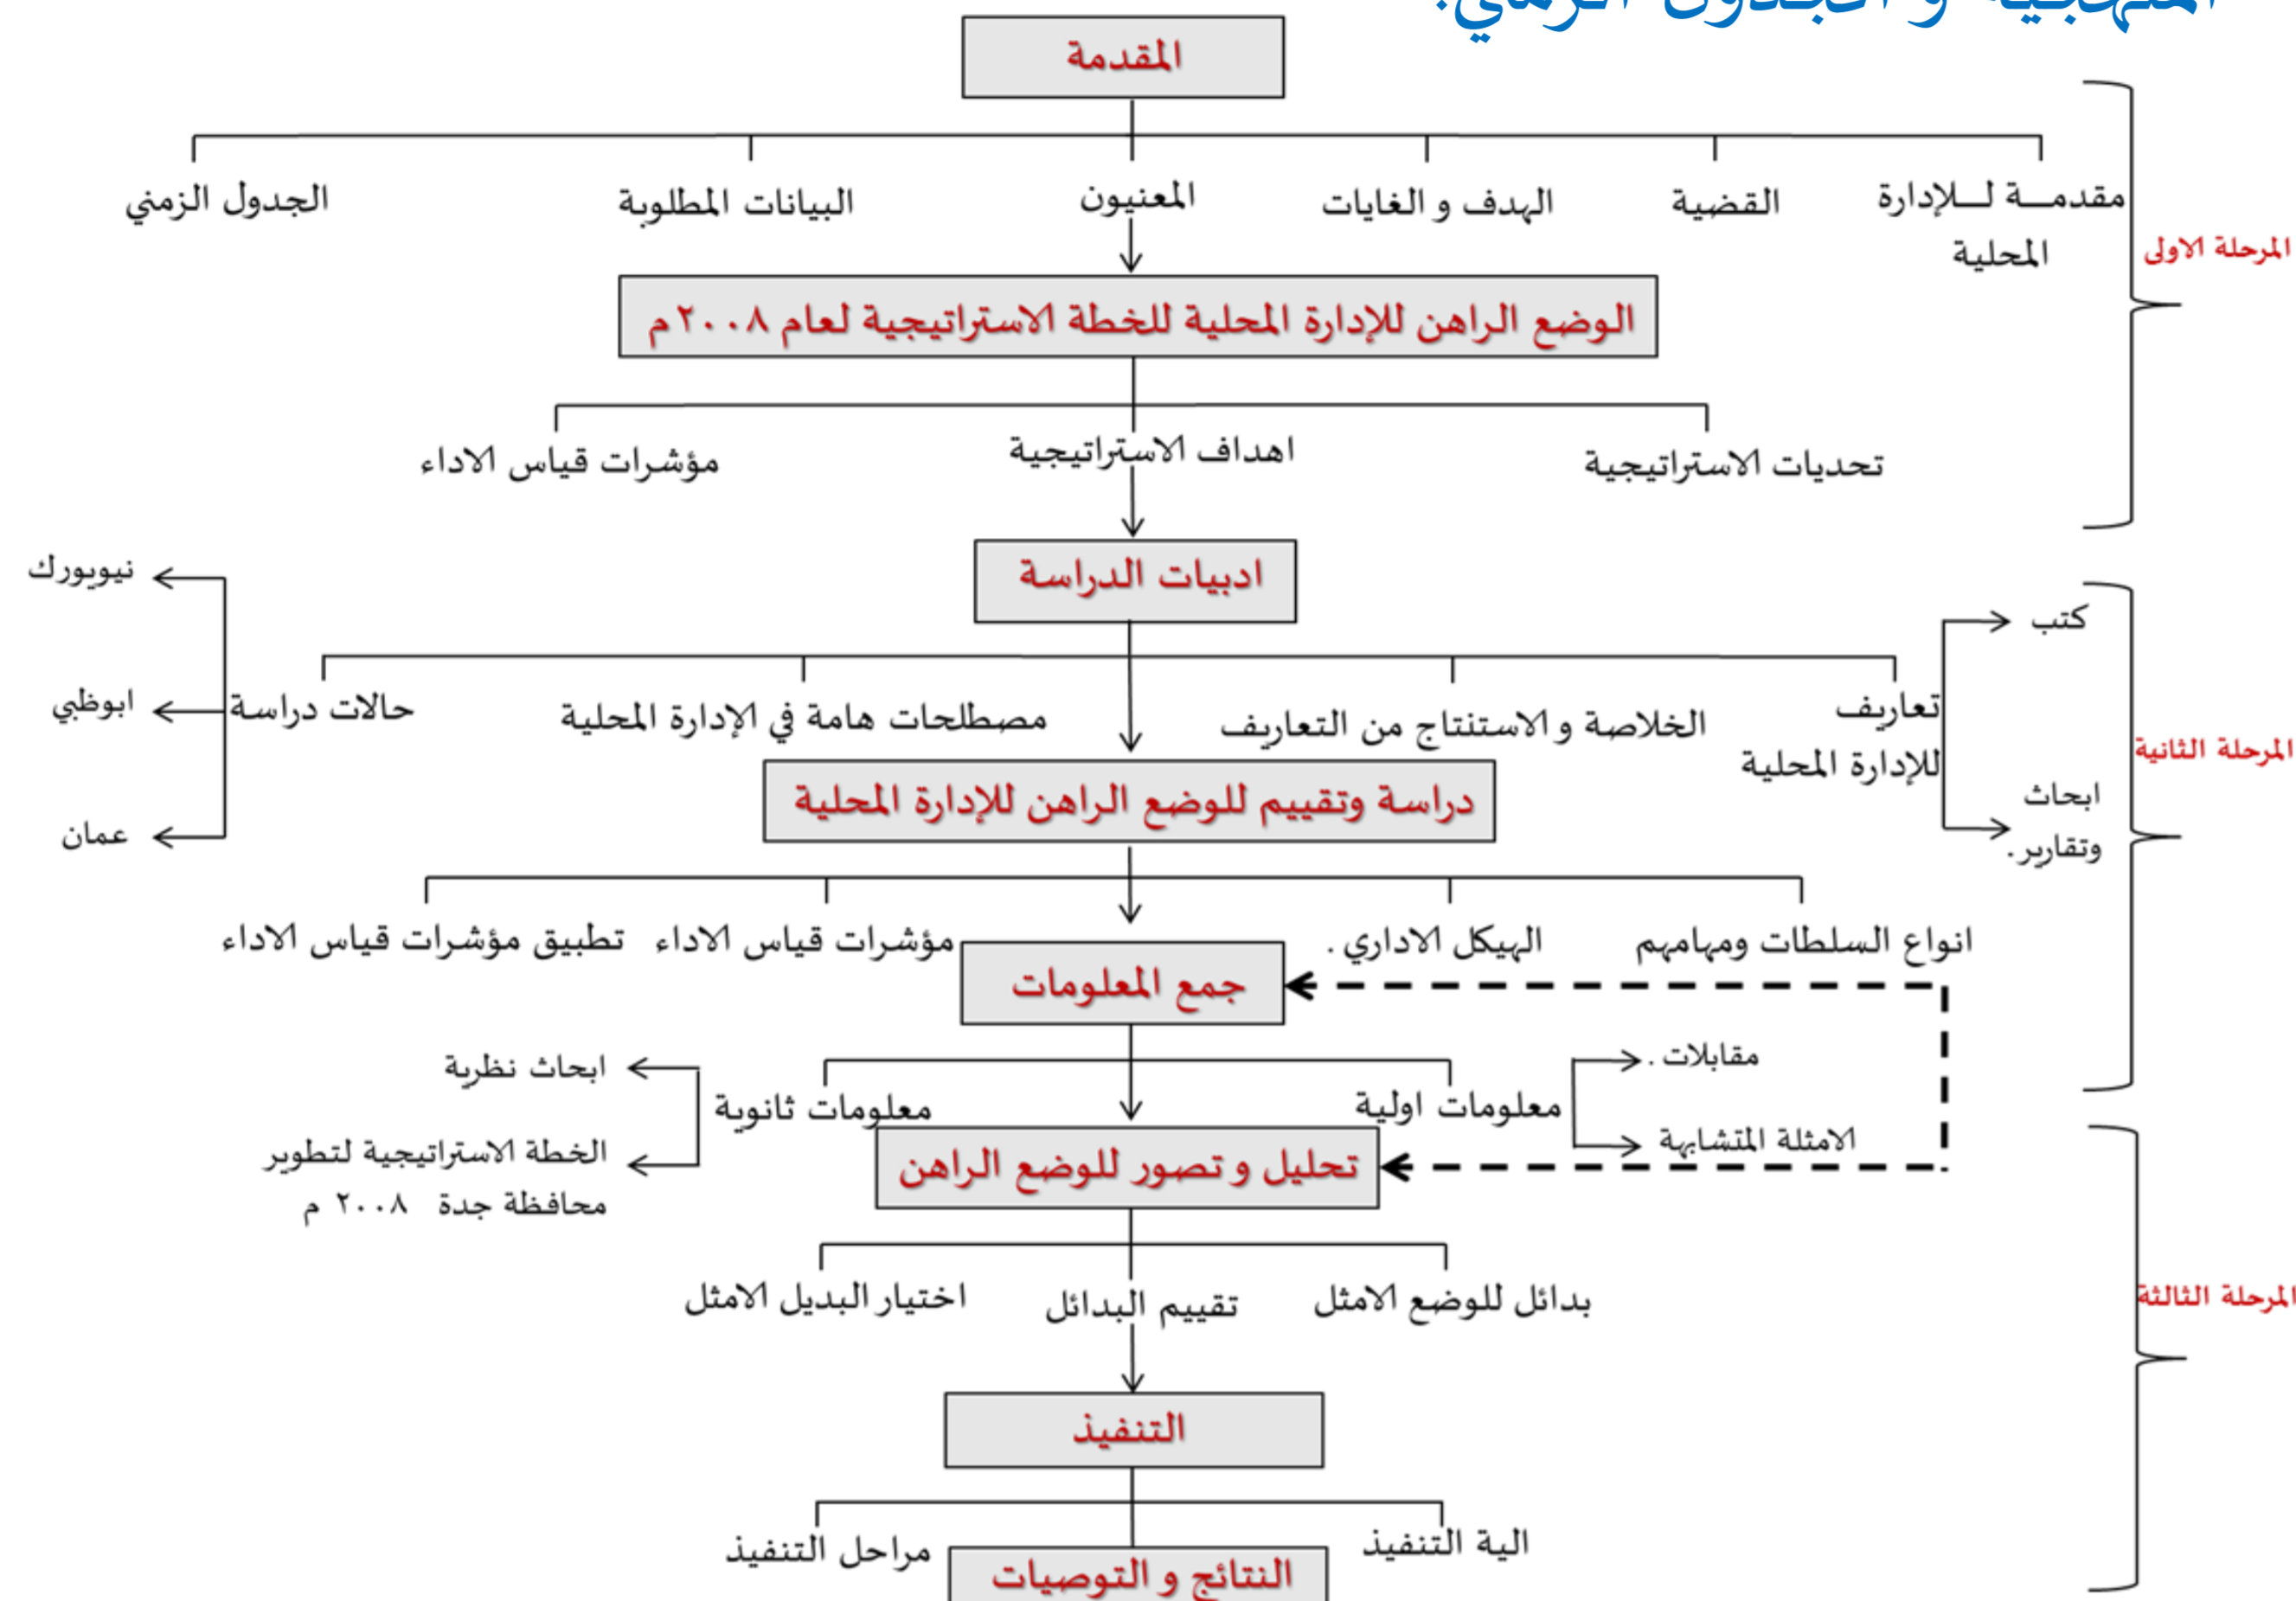 المنهجية و الجدول الزمني:
المقدمة
مقدمـــة لـــلإدارة
المحلية
القضية
الهدف و الغايات
المعنيون
البيانات المطلوبة
الجدول الزمني
المرحلة الاولى
الوضع الراهن للإدارة المحلية للخطة الاستراتيجية لعام ٢٠٠٨م
تحديات الاستراتيجية
اهداف الاستراتيجية
مؤشرات قياس الاداء
ادبيات الدراسة
كتب
ابحاث
وتقارير.
تعاريف
للإدارة المحلية
الخلاصة و الاستنتاج من التعاريف
مصطلحات هامة في الإدارة المحلية
حالات دراسة
نيويورك
ابوظبي
عمان
المرحلة الثانية
دراسة وتقييم للوضع الراهن للإدارة المحلية
انواع السلطات ومهامهم
الهيكل الاداري .
مؤشرات قياس الاداء
تطبيق مؤشرات قياس الاداء
جمع المعلومات
مقابلات .
الامثلة المتشابهة
معلومات اولية
معلومات ثانوية
ابحاث نظرية
الخطة الاستراتيجية لتطوير
محافظة جدة ٢٠٠٨ م
تحليل و تصور للوضع الراهن
بدائل للوضع الامثل
تقييم البدائل
اختيار البديل الامثل
المرحلة الثالثة
التنفيذ
الية التنفيذ
مراحل التنفيذ
النتائج و التوصيات